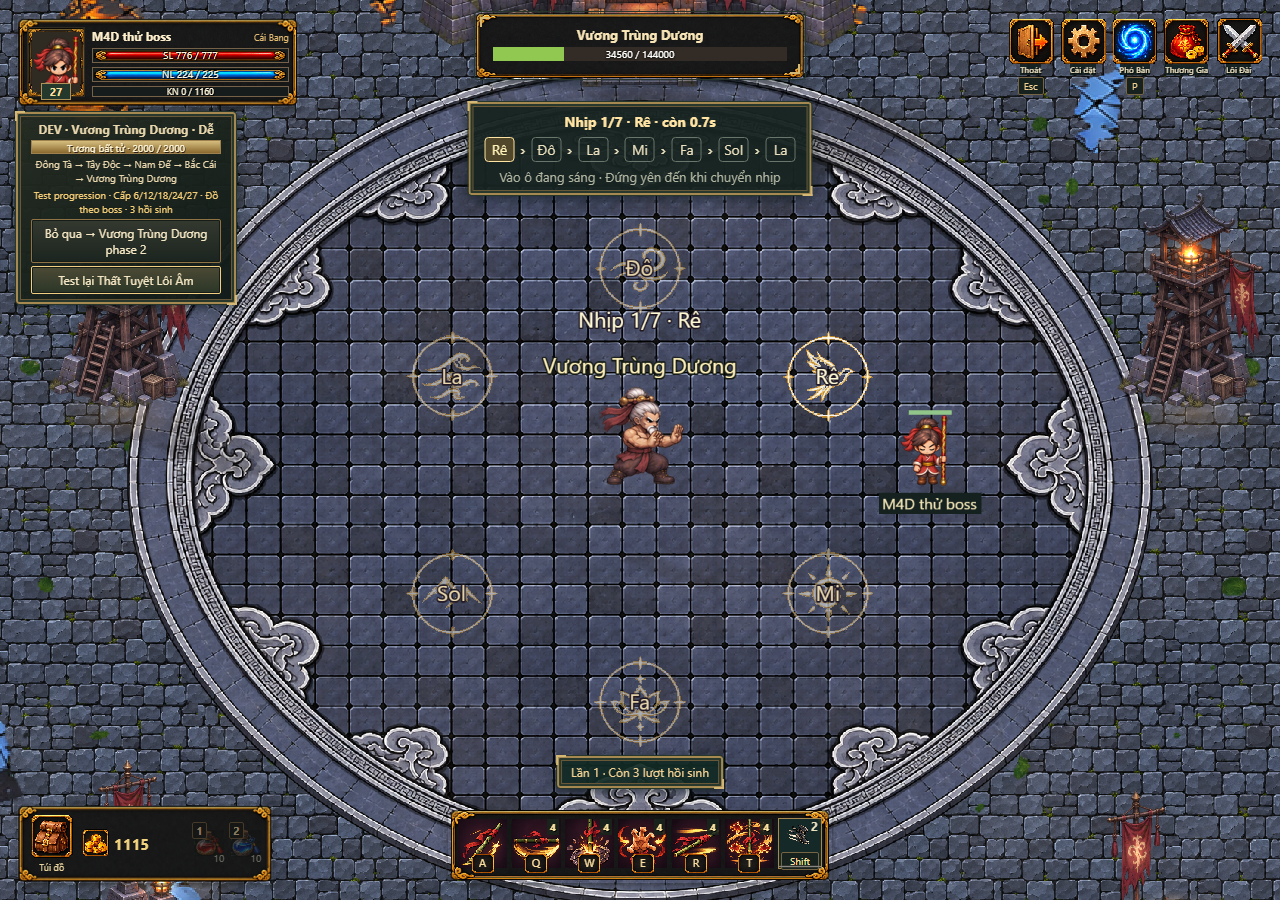 M4D thử boss
Cái Bang
SL 776 / 777
NL 224 / 225
27
KN 0 / 1160
Vương Trùng Dương
34560 / 144000
Thoát
Cài đặt
Phó Bản
Thương Gia
Lôi Đài
Esc
P
DEV · Vương Trùng Dương · Dễ
Tương bất tử · 2000 / 2000
Đông Tà → Tây Độc → Nam Đế → Bắc Cái
→ Vương Trùng Dương
Test progression · Cấp 6/12/18/24/27 · Đồ
theo boss · 3 hồi sinh
Bỏ qua → Vương Trùng Dương
phase 2
Test lại Thất Tuyệt Lôi Âm
Nhịp 1/7 · Rê · còn 0.7s
Rê › Đô › La › Mi › Fa › Sol › La
Vào ô đang sáng · Đứng yên đến khi chuyển nhịp
Đô
Nhịp 1/7 · Rê
Vương Trùng Dương
La
Rê
M4D thử boss
Sol
Mi
Fa
Lần 1 · Còn 3 lượt hồi sinh
Túi đồ
1115
1
10
2
10
A
4
Q
4
W
4
E
4
R
4
T
2
Shift